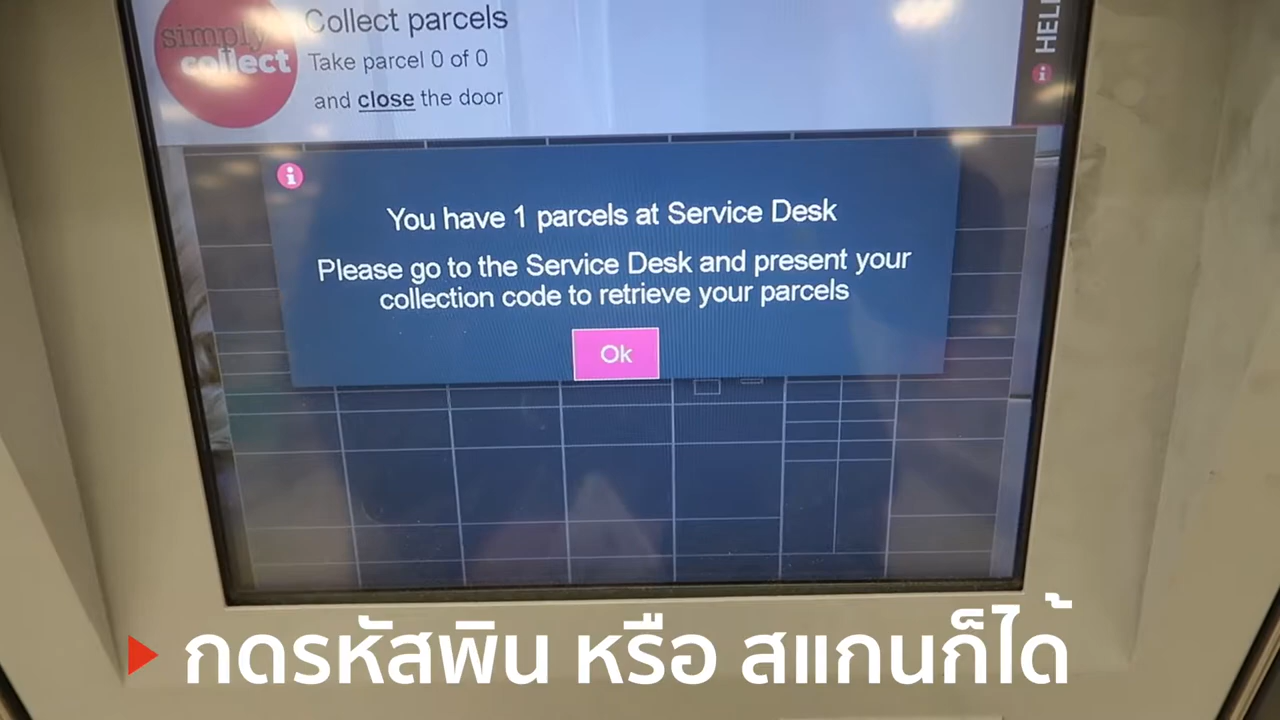 simply
collect
Collect parcels
Take parcel 0 of 0
and close the door
You have 1 parcels at Service Desk
Please go to the Service Desk and present your
collection code to retrieve your parcels
Ok
กดรหัสพิน หรือ สแกนก็ได้